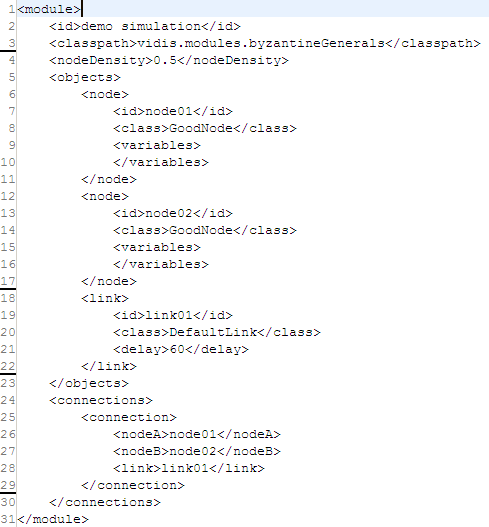 1 <module>
2     <id>demo simulation</id>
3     <classpath>vidis.modules.byzantineGenerals</classpath>
4     <nodeDensity>0.5</nodeDensity>
5     <objects>
6         <node>
7             <id>node01</id>
8             <class>GoodNode</class>
9             <variables>
10             </variables>
11         </node>
12         <node>
13             <id>node02</id>
14             <class>GoodNode</class>
15             <variables>
16             </variables>
17         </node>
18         <link>
19             <id>link01</id>
20             <class>DefaultLink</class>
21             <delay>60</delay>
22         </link>
23     </objects>
24     <connections>
25         <connection>
26             <nodeA>node01</nodeA>
27             <nodeB>node02</nodeB>
28             <link>link01</link>
29         </connection>
30     </connections>
31 </module>